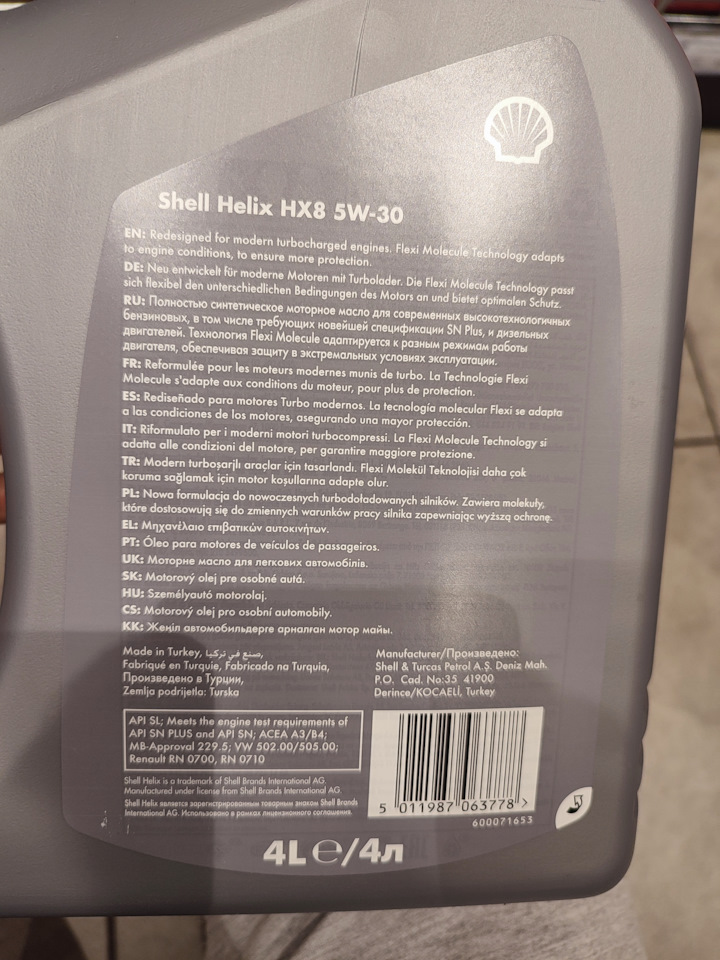 Shell Helix HX8 5W-30
EN: Redesigned for modern turbocharged engines. Flexi Molecule Technology adapts
to engine conditions, to ensure more protection.
DE: Neu entwickelt für moderne Motoren mit Turbolader. Die Flexi Molecule Technology passt
sich flexibel den unterschiedlichen Bedingungen des Motors an und bietet optimalen Schutz.
RU: Полностью синтетическое моторное масло для современных высокотехнологичных
бензиновых, в том числе требующих новейшей спецификации SN Plus, и дизельных
двигателей. Технология Flexi Molecule адаптируется к разным режимам работы
двигателя, обеспечивая защиту в экстремальных условиях эксплуатации.
FR: Reformulée pour les moteurs modernes munis de turbo. La Technologie Flexi
Molecule s'adapte aux conditions du moteur, pour plus de protection.
ES: Rediseñado para motores Turbo modernos. La tecnología molecular Flexi se adapta
a las condiciones de los motores, asegurando una mayor protección.
IT: Riformulato per i moderni motori turbocompressi. La Flexi Molecule Technology si
adatta alle condizioni del motore, per garantire maggiore protezione.
TR: Modern turboşarjlı araçlar için tasarlandı. Flexi Molekül Teknolojisi daha çok
koruma sağlamak için motor koşullarına adapte olur.
PL: Nowa formulacja do nowoczesnych turbodoładowanych silników. Zawiera molekuły,
które dostosowują się do zmiennych warunków pracy silnika zapewniając wyższą ochronę.
EL: Μηχανέλαιο επιβατικών αυτοκινήτων.
PT: Óleo para motores de veículos de passageiros.
UK: Моторне масло для легкових автомобілів.
SK: Motorový olej pre osobné autá.
HU: Személyautó motorolaj.
CS: Motorový olej pro osobní automobily.
KK: Жеңіл автомобильдерге арналған мотор майы.
Made in Turkey, صنع في تركيا,
Fabriqué en Turquie, Fabricado na Turquia,
Произведено в Турции,
Zemlja podrijetla: Turska
Manufacturer/Произведено:
Shell & Turcas Petrol A.Ş. Deniz Mah.
P.O. Cad. No:35 41900
Derince/KOCAELİ, Turkey
API SL; Meets the engine test requirements of
API SN PLUS and API SN; ACEA A3/B4;
MB-Approval 229.5; VW 502.00/505.00;
Renault RN 0700, RN 0710
Shell Helix is a trademark of Shell Brands International AG.
Manufactured under license from Shell Brands International AG.
Shell Helix является зарегистрированным товарным знаком Shell Brands
International AG. Использовано в рамках лицензионного соглашения.
5 011987 063778 >
600071653
4L ℮/4л